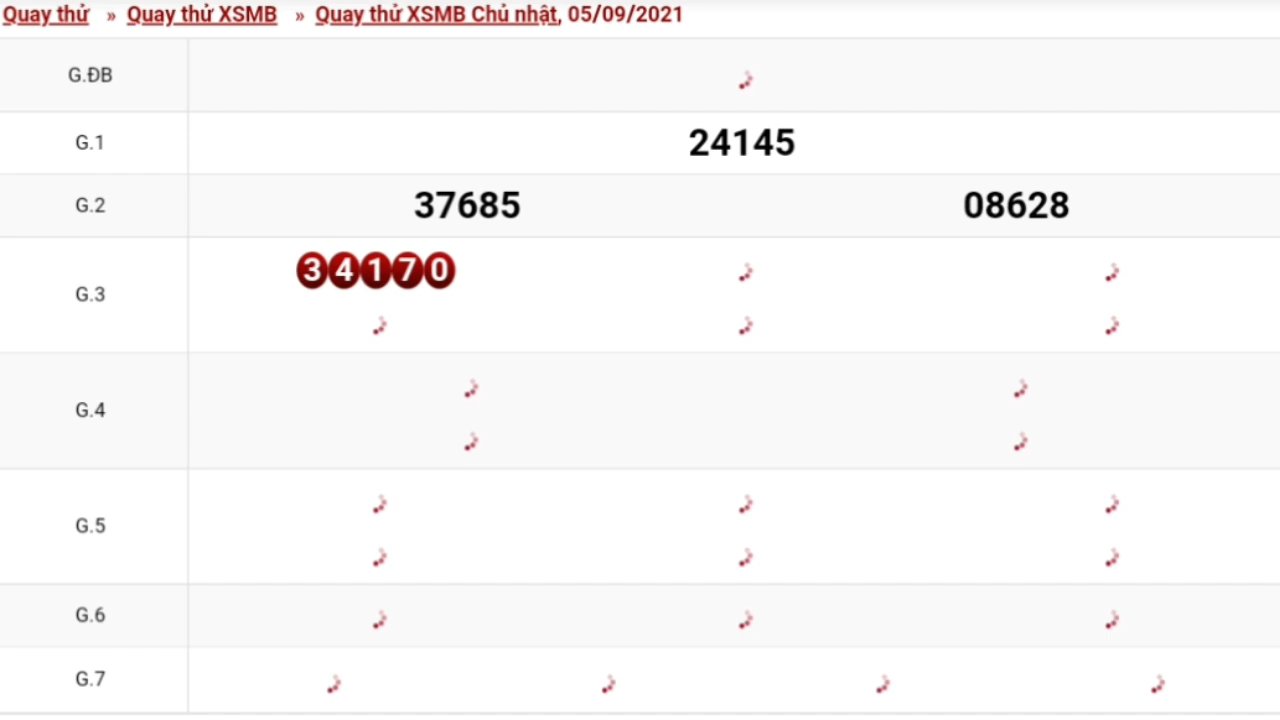 Quay thử » Quay thử XSMB » Quay thử XSMB Chủ nhật, 05/09/2021
G.ĐB
G.1 24145
G.2 37685 08628
G.3 34170
G.4
G.5
G.6
G.7